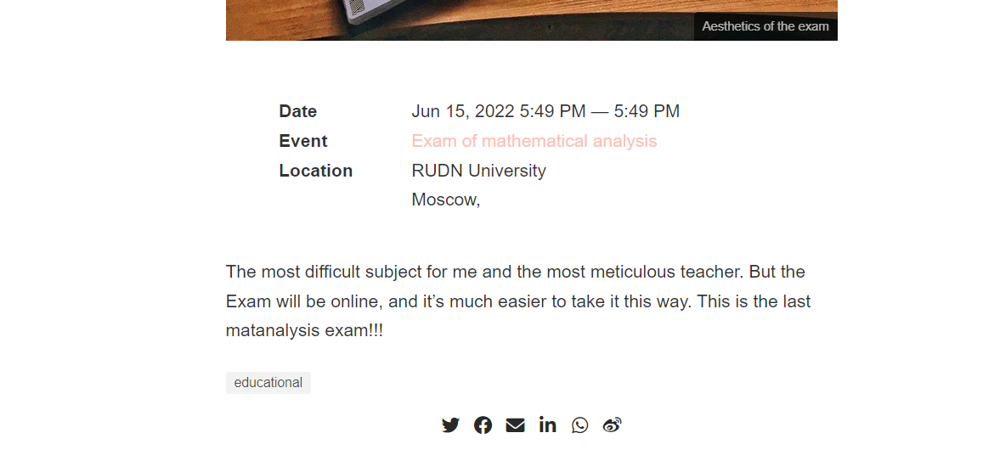 Aesthetics of the exam
Date Jun 15, 2022 5:49 PM — 5:49 PM
Event Exam of mathematical analysis
Location RUDN University
Moscow,
The most difficult subject for me and the most meticulous teacher. But the
Exam will be online, and it’s much easier to take it this way. This is the last
matanalysis exam!!!
educational